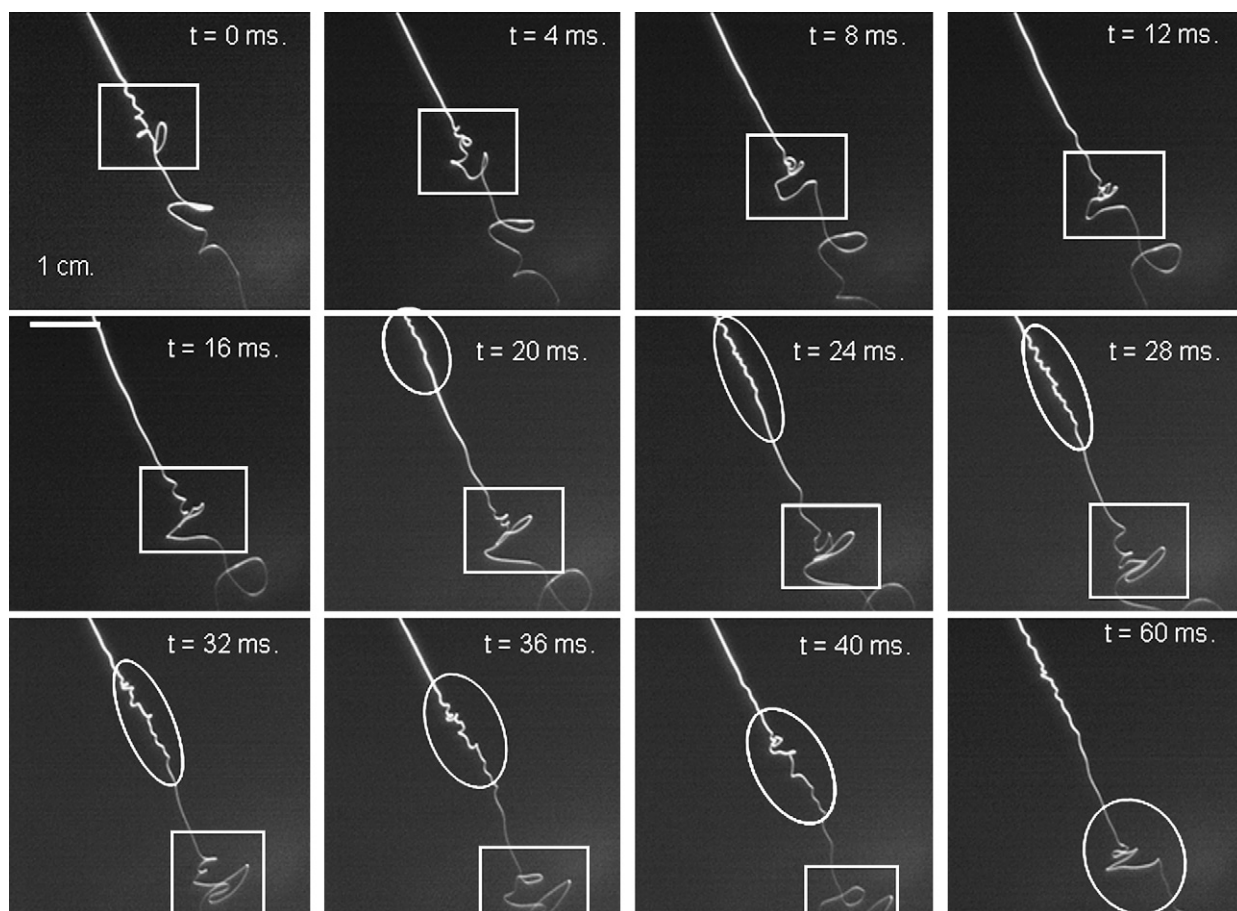 t = 0 ms.
t = 4 ms.
t = 8 ms.
t = 12 ms.
1 cm.
t = 16 ms.
t = 20 ms.
t = 24 ms.
t = 28 ms.
t = 32 ms.
t = 36 ms.
t = 40 ms.
t = 60 ms.